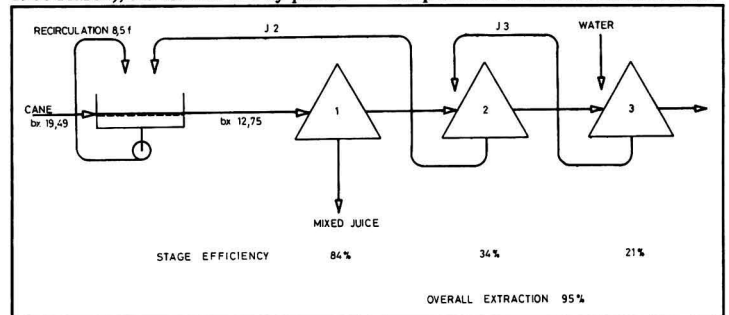 RECIRCULATION 8,5 f
J 2
J 3
WATER
CANE
bx 19,49
bx 12,75
1
2
3
MIXED JUICE
STAGE EFFICIENCY 84% 34% 21%
OVERALL EXTRACTION 95%